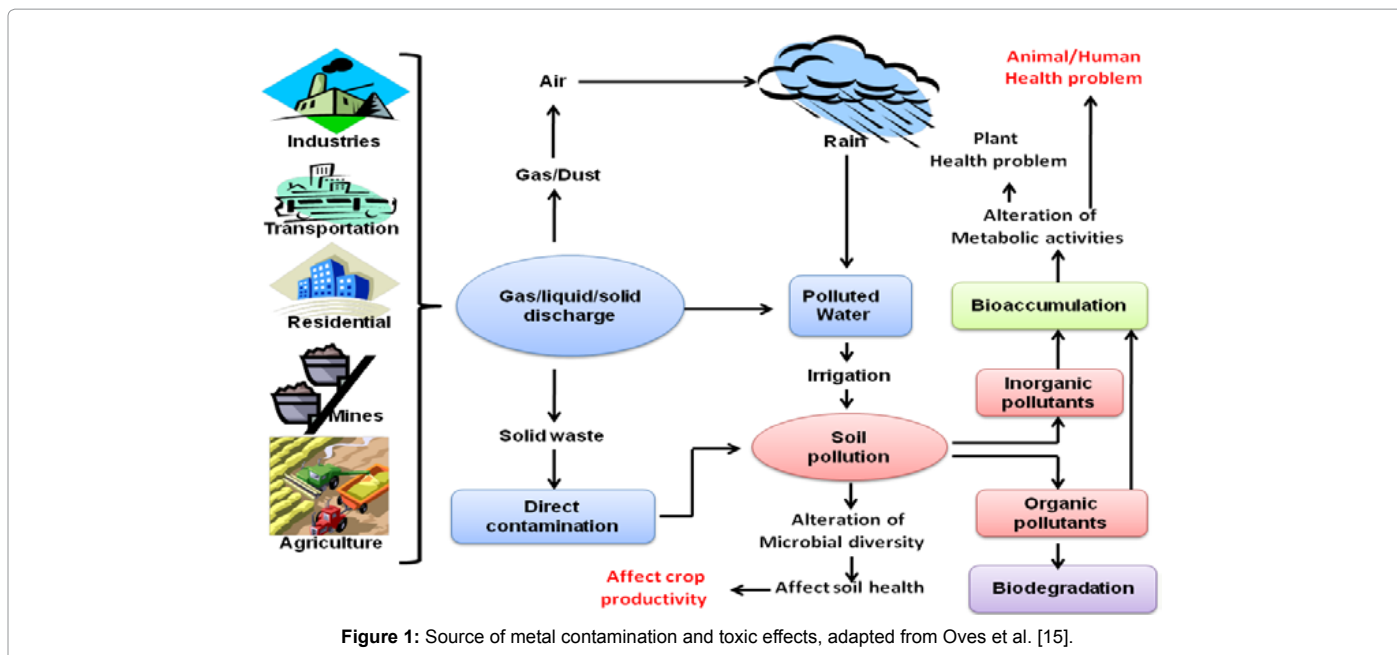 Industries
Transportation
Residential
Mines
Agriculture
Air
Gas/Dust
Gas/liquid/solid
discharge
Solid waste
Direct
contamination
Rain
Polluted
Water
Irrigation
Soil
pollution
Alteration of
Microbial diversity
Affect soil health
Affect crop
productivity
Animal/Human
Health problem
Plant
Health problem
Alteration of
Metabolic activities
Bioaccumulation
Inorganic
pollutants
Organic
pollutants
Biodegradation
Figure 1: Source of metal contamination and toxic effects, adapted from Oves et al. [15].